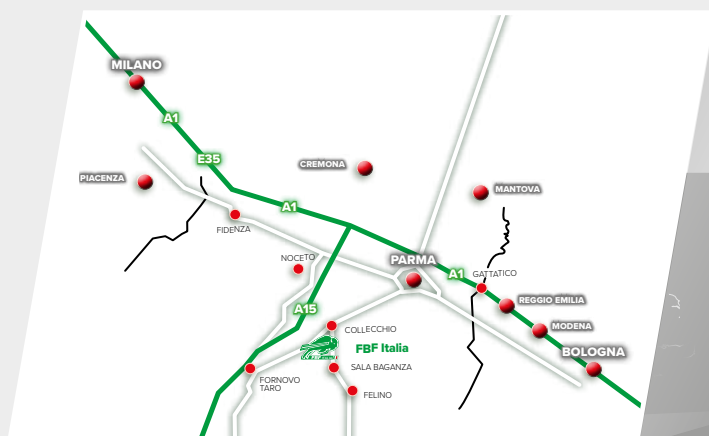 MILANO
A1
E35
PIACENZA
CREMONA
MANTOVA
A1
FIDENZA
NOCETO
PARMA
A1
GATTATICO
REGGIO EMILIA
A15
MODENA
COLLECCHIO
FBF Italia
BOLOGNA
SALA BAGANZA
FORNOVO
TARO
FELINO